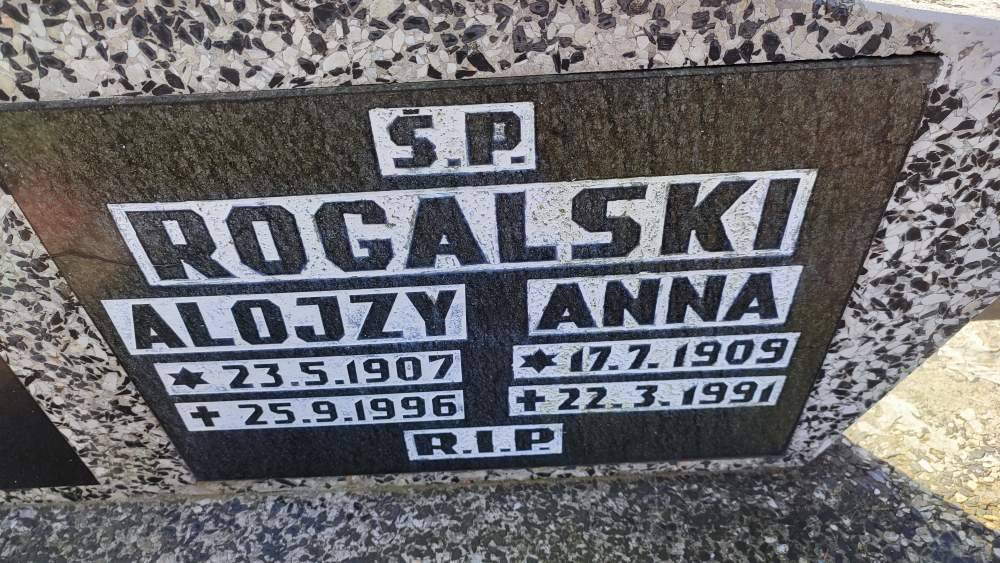 Ś.P.
ROGALSKI
ALOJZY ANNA
★ 23.5.1907 ★ 17.7.1909
✝ 25.9.1996 ✝ 22.3.1991
R.I.P.